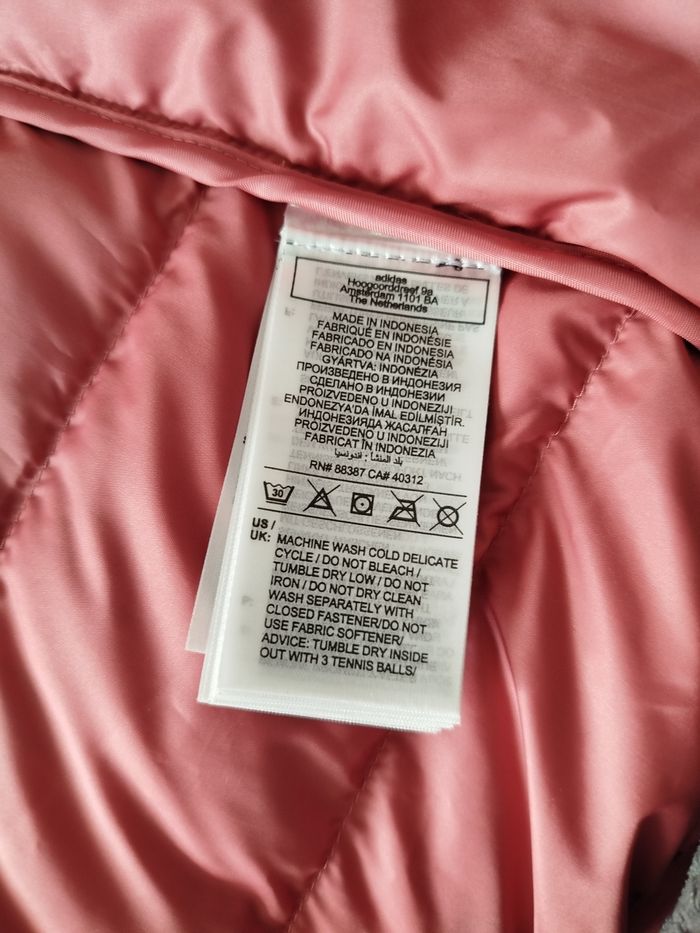 adidas
Hoogoorddreef 9a
Amsterdam 1101 BA
The Netherlands
MADE IN INDONESIA
FABRIQUÉ EN INDONÉSIE
FABRICADO EN INDONESIA
FABRICADO NA INDONÉSIA
GYÁRTVA: INDONÉZIA
ПРОИЗВЕДЕНО В ИНДОНЕЗИЯ
СДЕЛАНО В ИНДОНЕЗИИ
PROIZVEDENO U INDONEZIJI
ENDONEZYA'DA İMAL EDİLMİŞTİR.
ИНДОНЕЗИЯДА ЖАСАЛҒАН
PROIZVEDENO U INDONEZIJI
FABRICAT ÎN INDONEZIA
بلد المنشأ: اندونيسيا
RN# 88387 CA# 40312
30
US /
UK: MACHINE WASH COLD DELICATE
CYCLE / DO NOT BLEACH /
TUMBLE DRY LOW / DO NOT
IRON / DO NOT DRY CLEAN
WASH SEPARATELY WITH
CLOSED FASTENER/DO NOT
USE FABRIC SOFTENER/
ADVICE: TUMBLE DRY INSIDE
OUT WITH 3 TENNIS BALLS/